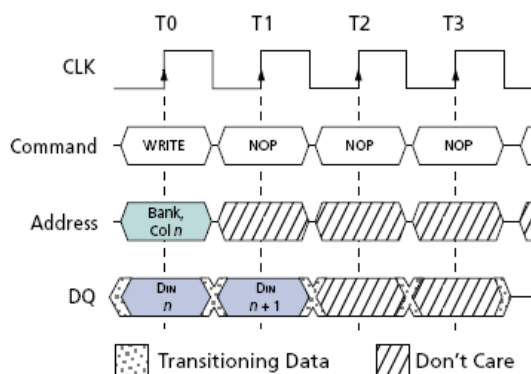 T0 T1 T2 T3
CLK
Command WRITE NOP NOP NOP
Address Bank,
Col n
DQ DIN DIN
n n + 1
Transitioning Data Don't Care